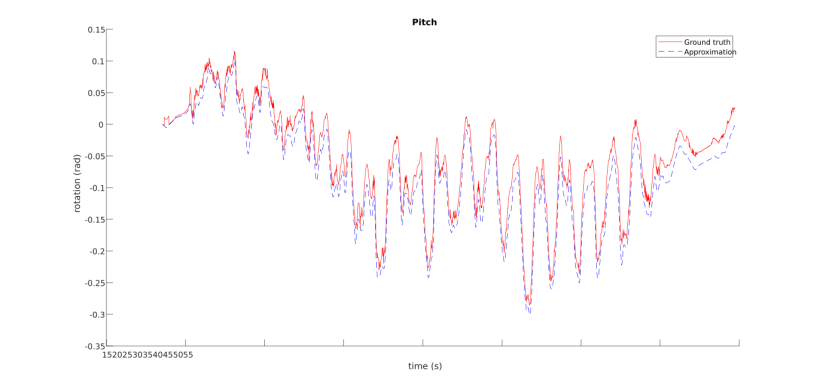 Pitch
0.15
0.1
0.05
0
-0.05
-0.1
-0.15
-0.2
-0.25
-0.3
-0.35
rotation (rad)
Ground truth
Approximation
152025303540455055
time (s)